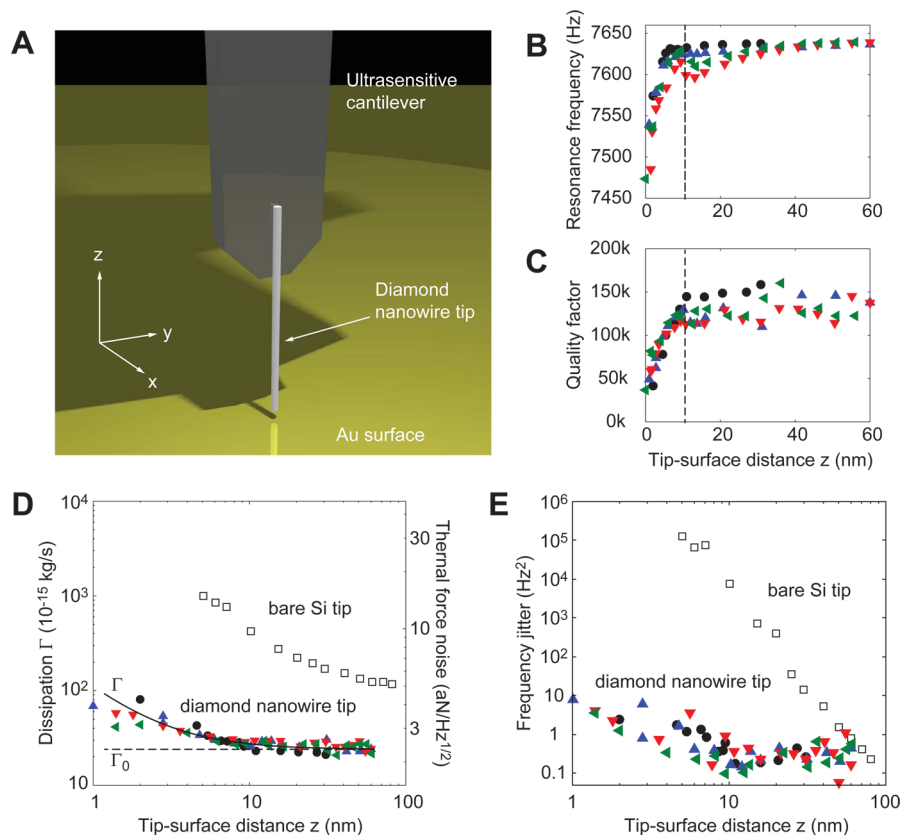 A
Ultrasensitive
cantilever
z
y
x
Diamond
nanowire tip
Au surface
B
Resonance frequency (Hz)
7650
7600
7550
7500
7450
0 20 40 60
C
Quality factor
200k
150k
100k
50k
0k
0 20 40 60
Tip-surface distance z (nm)
D
Dissipation Γ (10⁻¹⁵ kg/s)
10⁴
10³
10²
10
Thermal force noise (aN/Hz¹/²)
30
10
3
bare Si tip
Γ
diamond nanowire tip
Γ₀
1 10 100
Tip-surface distance z (nm)
E
Frequency jitter (Hz²)
10⁶
10⁵
10⁴
10³
100
10
1
0.1
bare Si tip
diamond nanowire tip
1 10 100
Tip-surface distance z (nm)